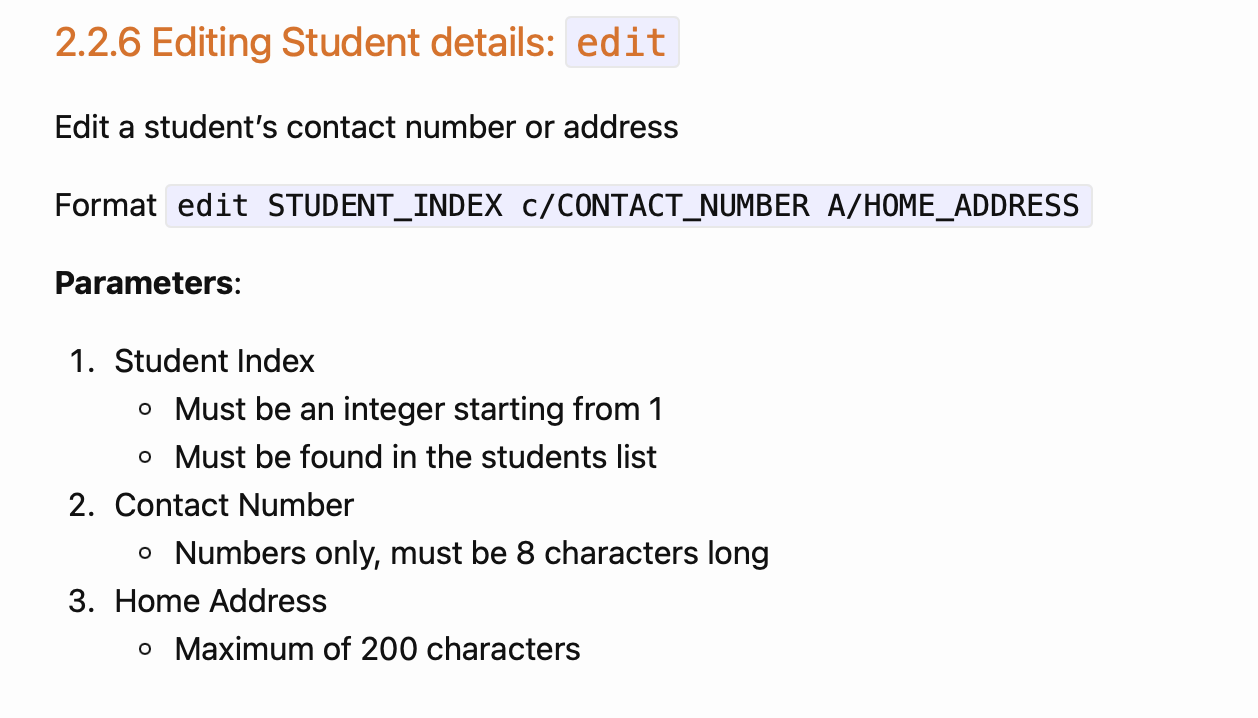 2.2.6 Editing Student details: edit
Edit a student’s contact number or address
Format edit STUDENT_INDEX c/CONTACT_NUMBER A/HOME_ADDRESS
Parameters:
1. Student Index
Must be an integer starting from 1
Must be found in the students list
2. Contact Number
Numbers only, must be 8 characters long
3. Home Address
Maximum of 200 characters